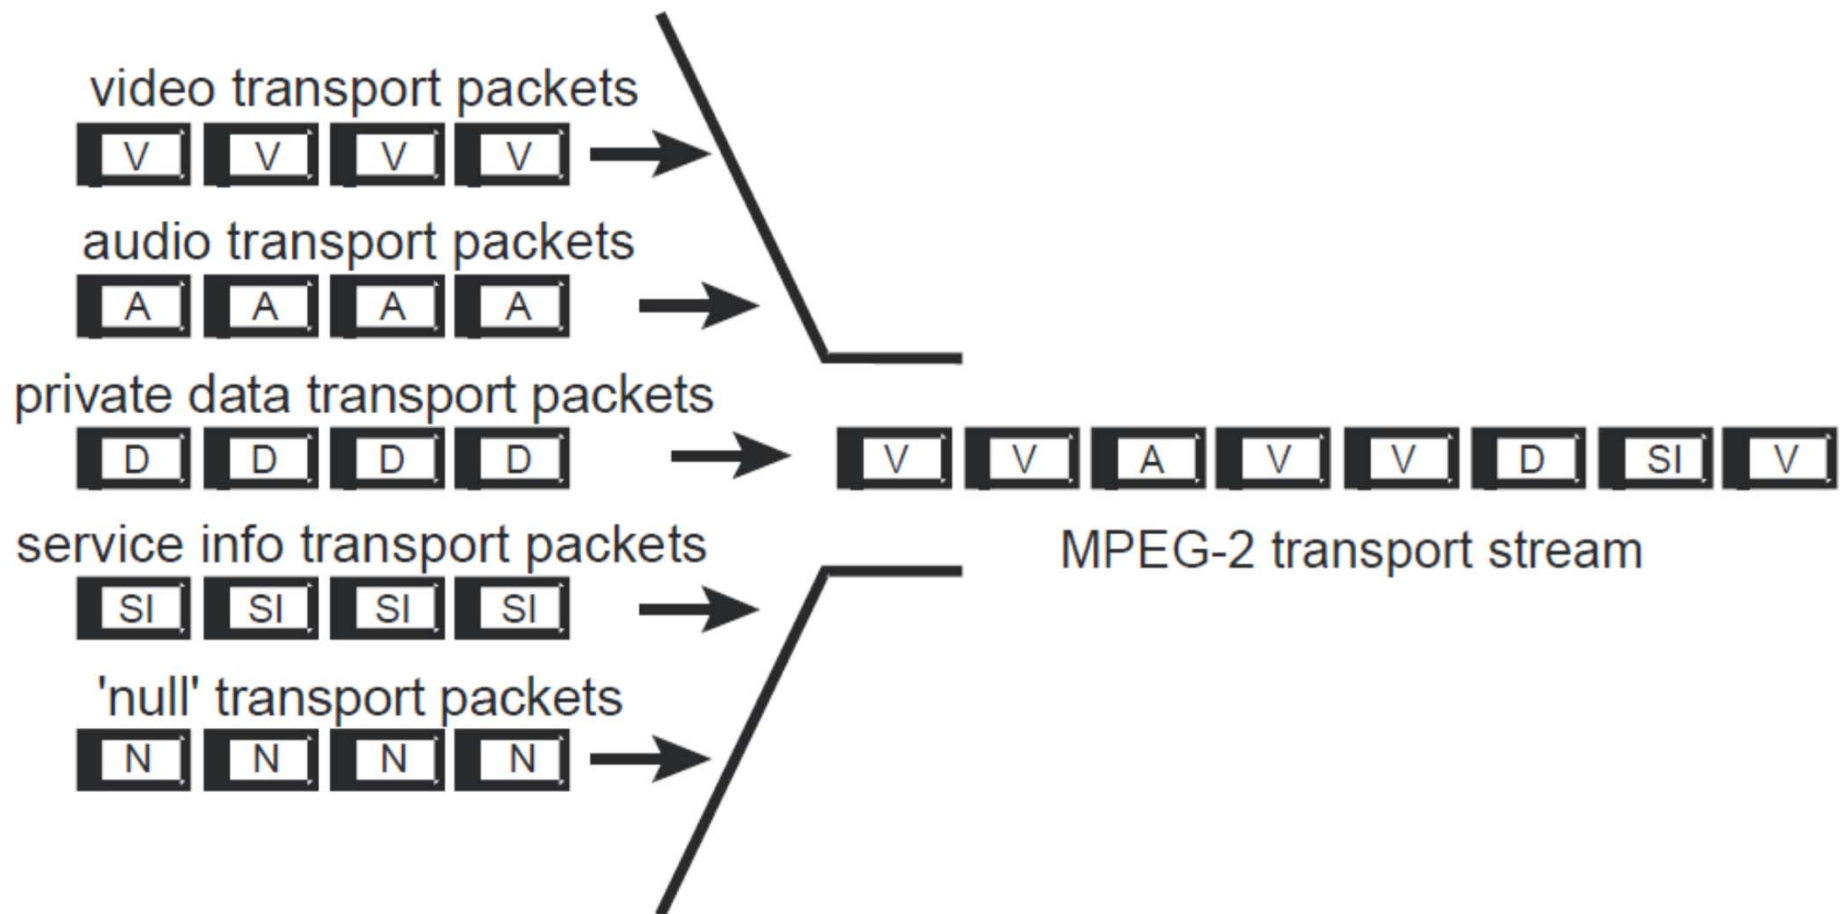 video transport packets
V V V V
audio transport packets
A A A A
private data transport packets
D D D D
V V A V V D SI V
service info transport packets
MPEG-2 transport stream
SI SI SI SI
'null' transport packets
N N N N